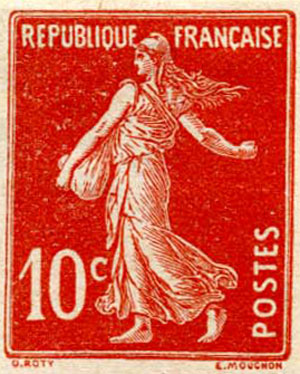 REPUBLIQUE FRANÇAISE
10c
POSTES
O. ROTY
E. MOUCHON